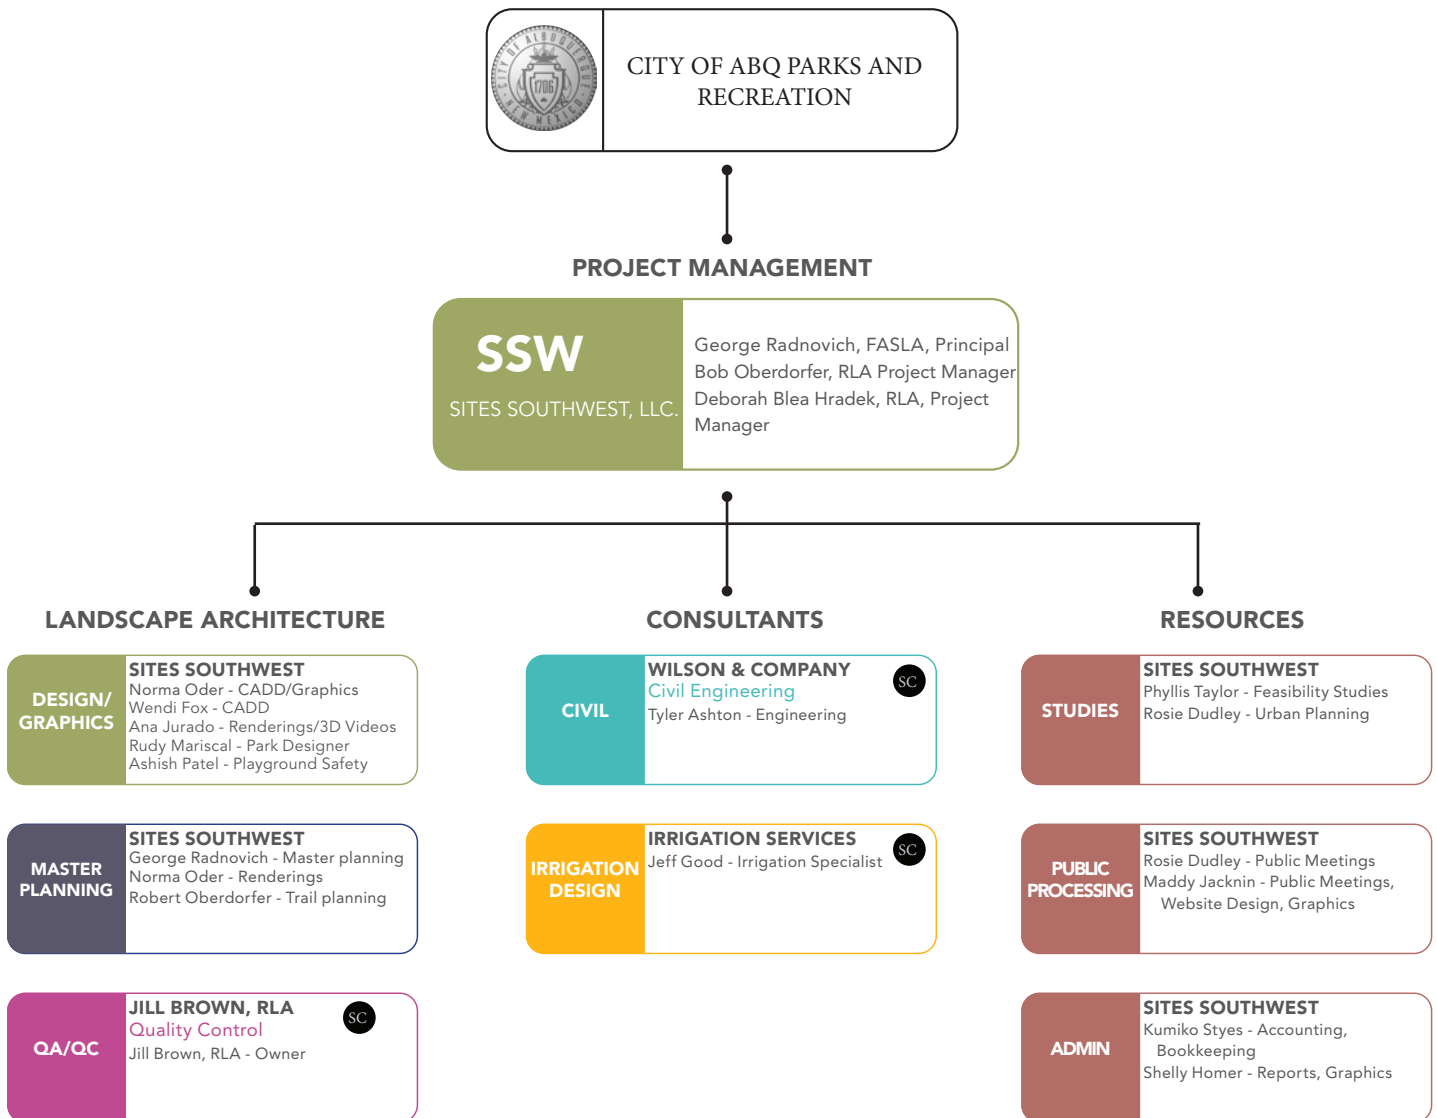 CITY OF ALBUQUERQUE
1706
NEW MEXICO
CITY OF ABQ PARKS AND
RECREATION
PROJECT MANAGEMENT
SSW
SITES SOUTHWEST, LLC.
George Radnovich, FASLA, Principal
Bob Oberdorfer, RLA Project Manager
Deborah Blea Hradek, RLA, Project
Manager
LANDSCAPE ARCHITECTURE
DESIGN/
GRAPHICS
SITES SOUTHWEST
Norma Oder - CADD/Graphics
Wendi Fox - CADD
Ana Jurado - Renderings/3D Videos
Rudy Mariscal - Park Designer
Ashish Patel - Playground Safety
MASTER
PLANNING
SITES SOUTHWEST
George Radnovich - Master planning
Norma Oder - Renderings
Robert Oberdorfer - Trail planning
QA/QC
JILL BROWN, RLA
Quality Control
Jill Brown, RLA - Owner
SC
CONSULTANTS
CIVIL
WILSON & COMPANY
Civil Engineering
Tyler Ashton - Engineering
SC
IRRIGATION
DESIGN
IRRIGATION SERVICES
Jeff Good - Irrigation Specialist
SC
RESOURCES
STUDIES
SITES SOUTHWEST
Phyllis Taylor - Feasibility Studies
Rosie Dudley - Urban Planning
PUBLIC
PROCESSING
SITES SOUTHWEST
Rosie Dudley - Public Meetings
Maddy Jacknin - Public Meetings,
Website Design, Graphics
ADMIN
SITES SOUTHWEST
Kumiko Styes - Accounting,
Bookkeeping
Shelly Homer - Reports, Graphics